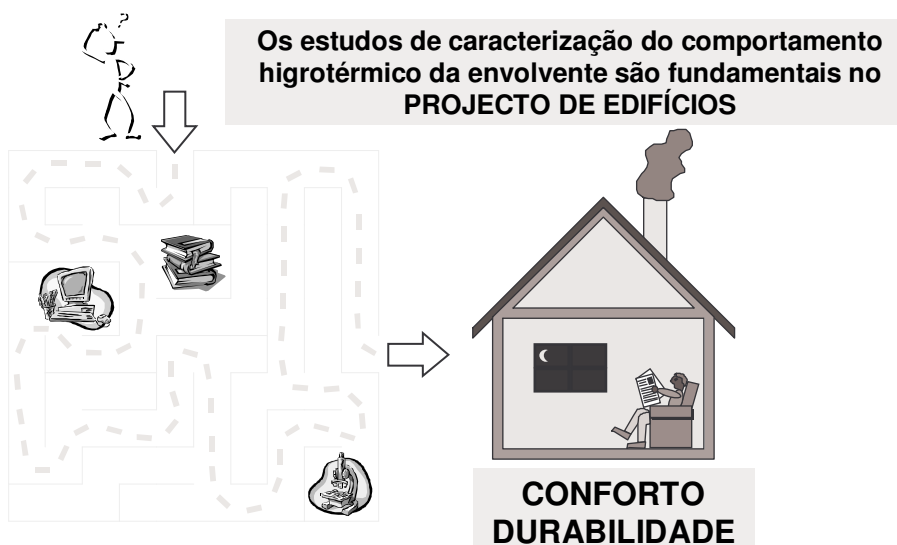 ?
Os estudos de caracterização do comportamento
higrotérmico da envolvente são fundamentais no
PROJECTO DE EDIFÍCIOS
CONFORTO
DURABILIDADE